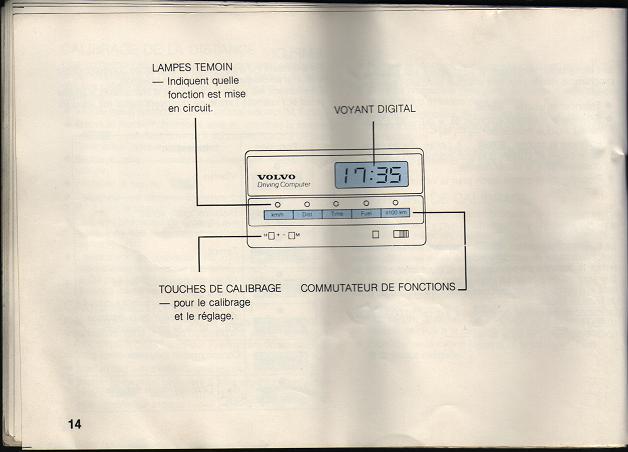 LAMPES TEMOIN
— Indiquent quelle
fonction est mise
en circuit.
VOYANT DIGITAL
VOLVO
Driving Computer
17:35
km/h Dist Time Fuel x100 km
H + - M
TOUCHES DE CALIBRAGE
— pour le calibrage
et le réglage.
COMMUTATEUR DE FONCTIONS
14